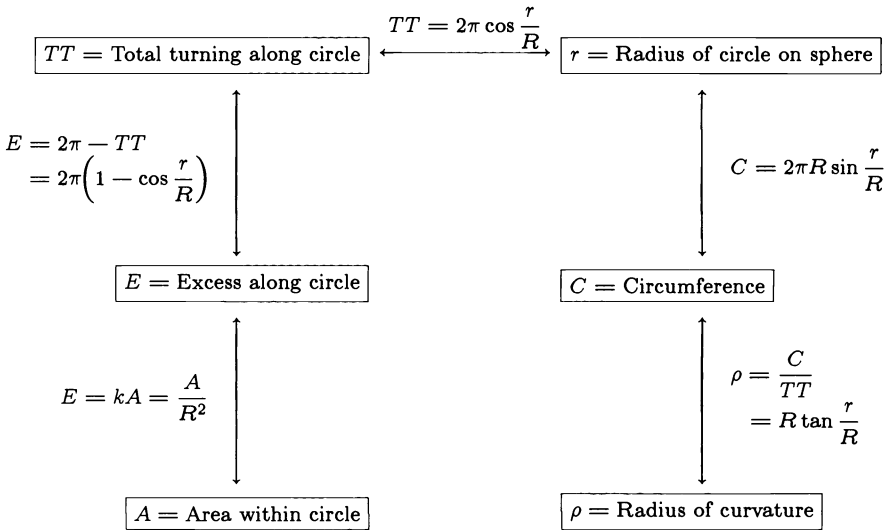 TT = 2π cos r/R
TT = Total turning along circle
r = Radius of circle on sphere
E = 2π − TT
= 2π(1 − cos r/R)
C = 2πR sin r/R
E = Excess along circle
C = Circumference
E = kA = A/R²
ρ = C/TT
= R tan r/R
A = Area within circle
ρ = Radius of curvature